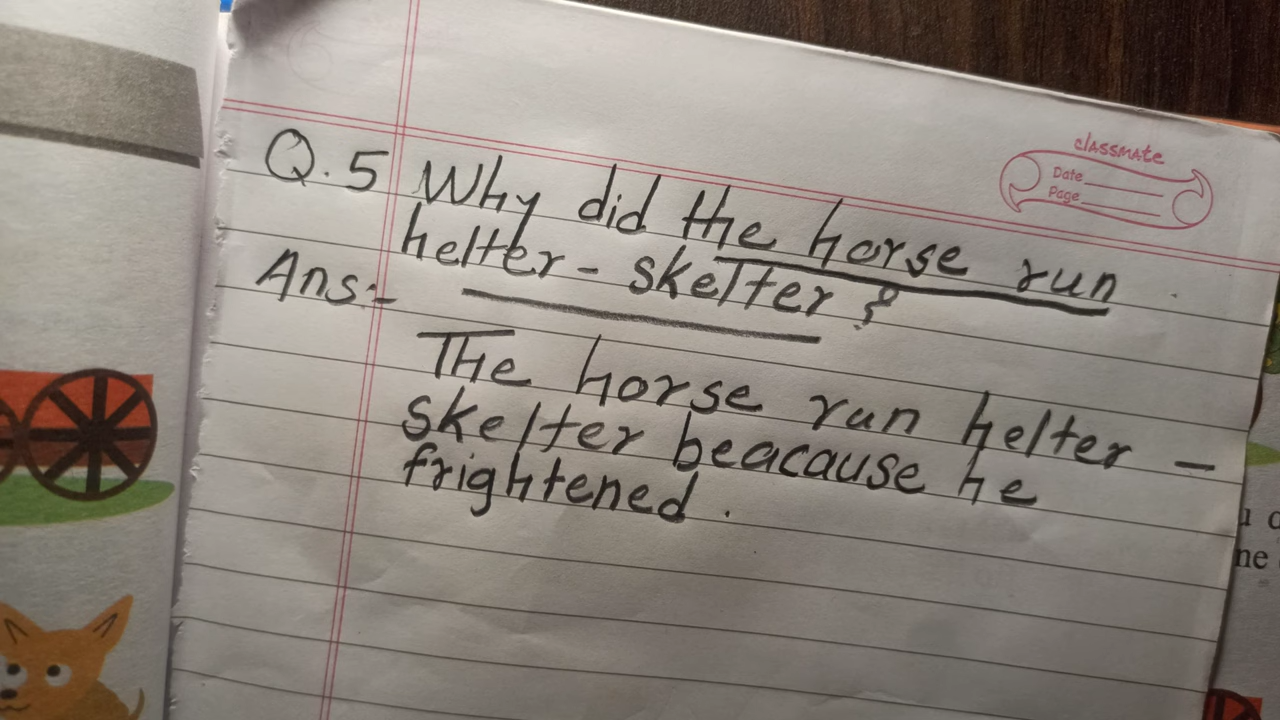 classmate
Date
Page
Q.5 Why did the horse run
helter - skelter ?
Ans:-
The horse run helter -
skelter beacause he
frightened .